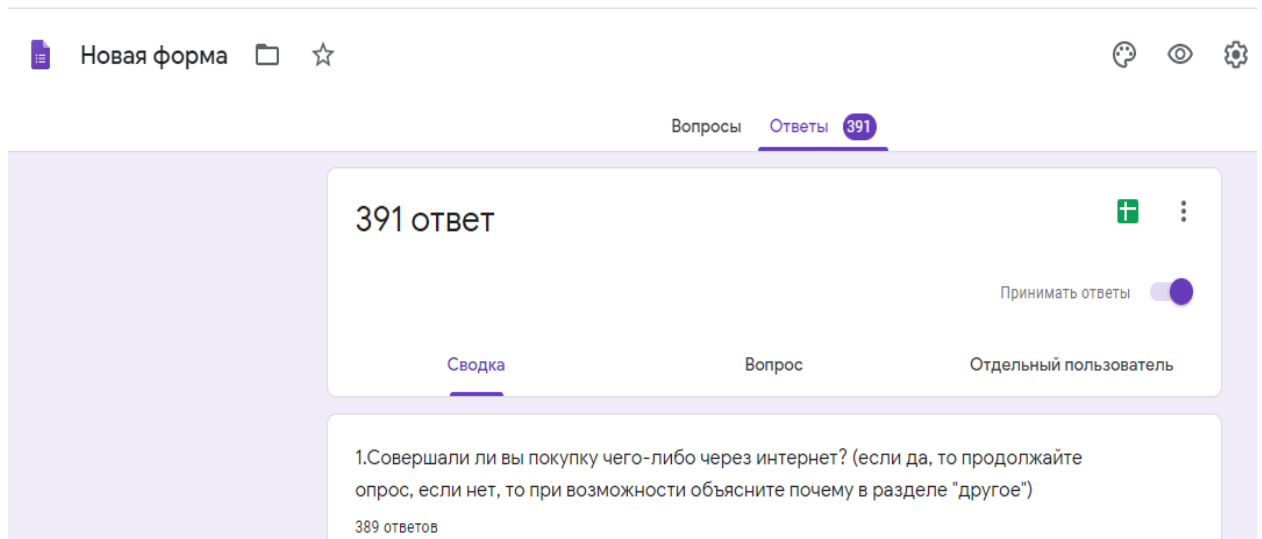 Новая форма
Вопросы Ответы 391
391 ответ
Принимать ответы
Сводка Вопрос Отдельный пользователь
1.Совершали ли вы покупку чего-либо через интернет? (если да, то продолжайте
опрос, если нет, то при возможности объясните почему в разделе "другое")
389 ответов